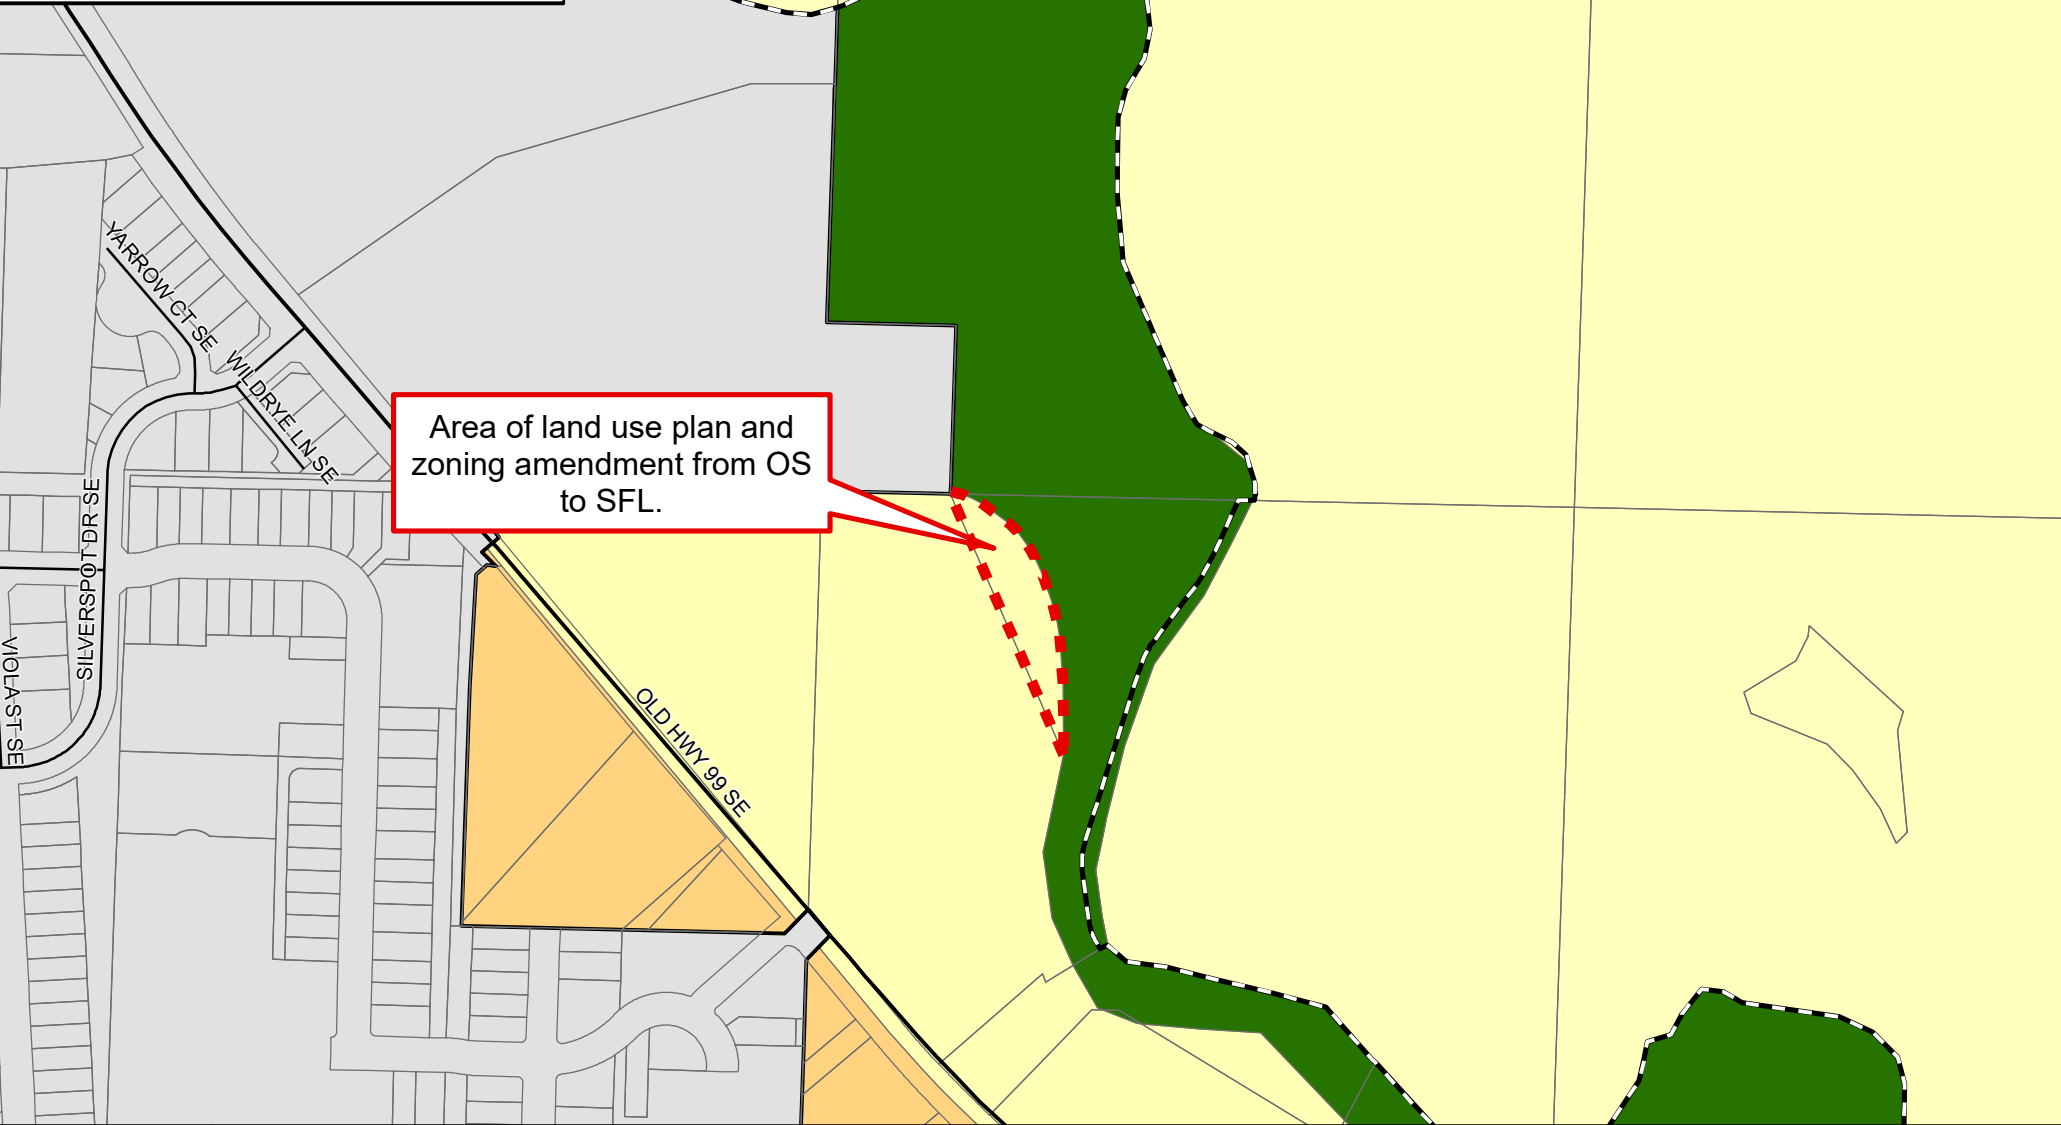 YARROW CT SE
WILDRYE LN SE
Area of land use plan and
zoning amendment from OS
to SFL.
SILVERSPOT DR SE
VIOLA ST SE
OLD HWY 99 SE